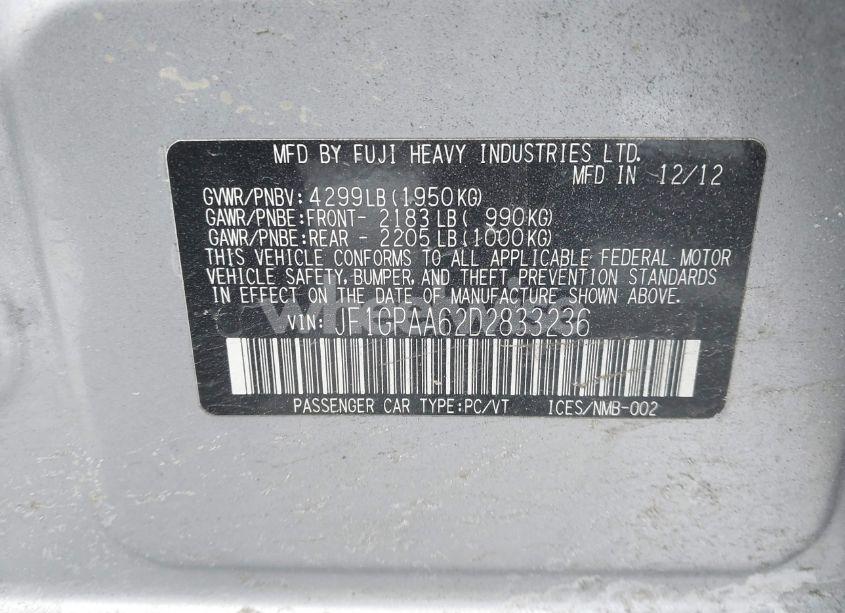 MFD BY FUJI HEAVY INDUSTRIES LTD.
MFD IN 12/12
GVWR/PNBV: 4299LB(1950KG)
GAWR/PNBE:FRONT- 2183LB( 990KG)
GAWR/PNBE:REAR - 2205LB(1000KG)
THIS VEHICLE CONFORMS TO ALL APPLICABLE FEDERAL MOTOR
VEHICLE SAFETY, BUMPER, AND THEFT PREVENTION STANDARDS
IN EFFECT ON THE DATE OF MANUFACTURE SHOWN ABOVE.
VIN: JF1GPAA62D2833236
PASSENGER CAR TYPE:PC/VT ICES/NMB-002